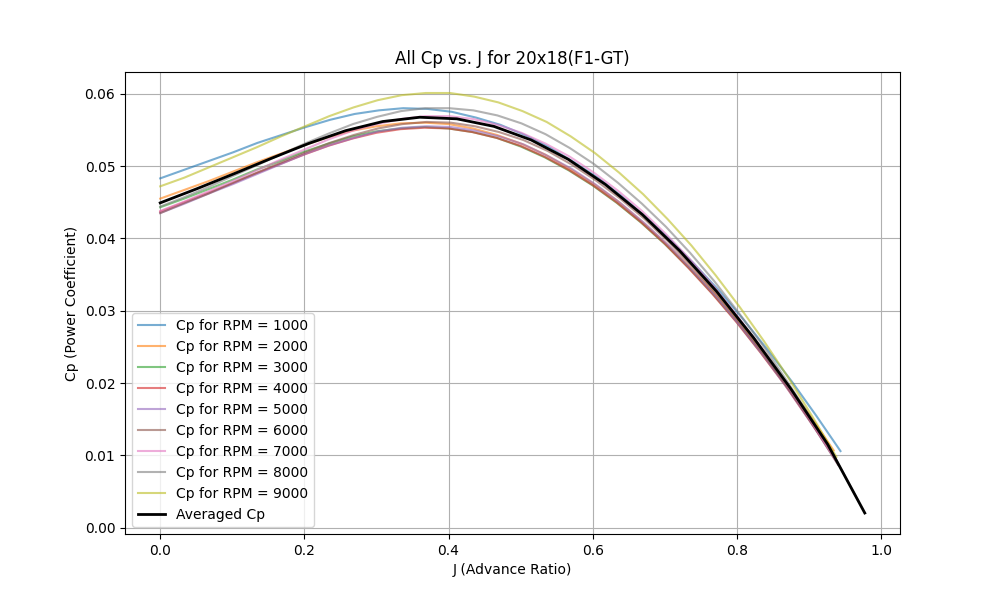 All Cp vs. J for 20x18(F1-GT)
Cp (Power Coefficient)
0.06
0.05
0.04
0.03
0.02
0.01
0.00
Cp for RPM = 1000
Cp for RPM = 2000
Cp for RPM = 3000
Cp for RPM = 4000
Cp for RPM = 5000
Cp for RPM = 6000
Cp for RPM = 7000
Cp for RPM = 8000
Cp for RPM = 9000
Averaged Cp
0.0 0.2 0.4 0.6 0.8 1.0
J (Advance Ratio)